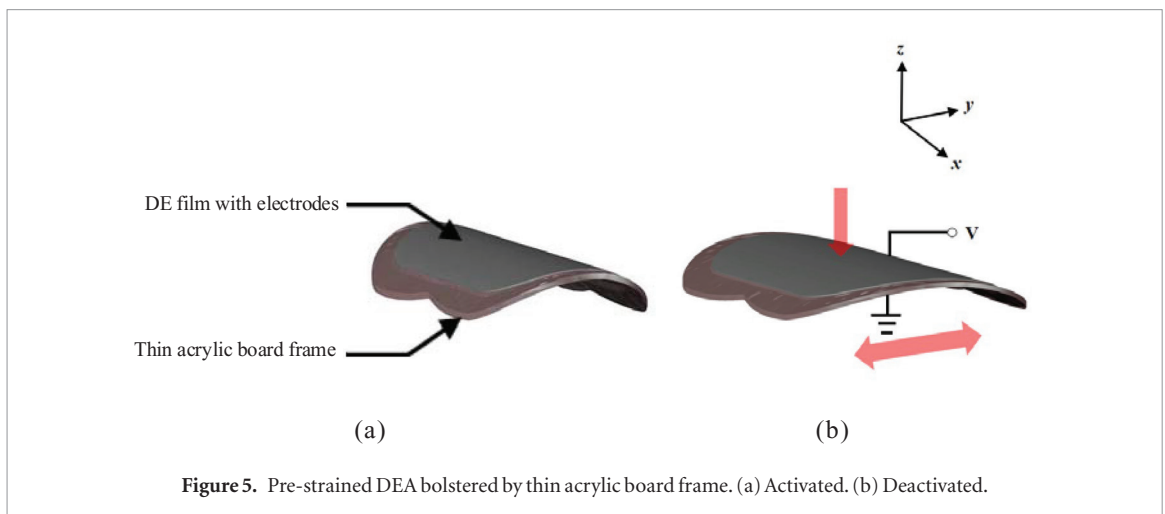 z
y
x
DE film with electrodes
V
Thin acrylic board frame
(a)
(b)
Figure 5. Pre-strained DEA bolstered by thin acrylic board frame. (a) Activated. (b) Deactivated.